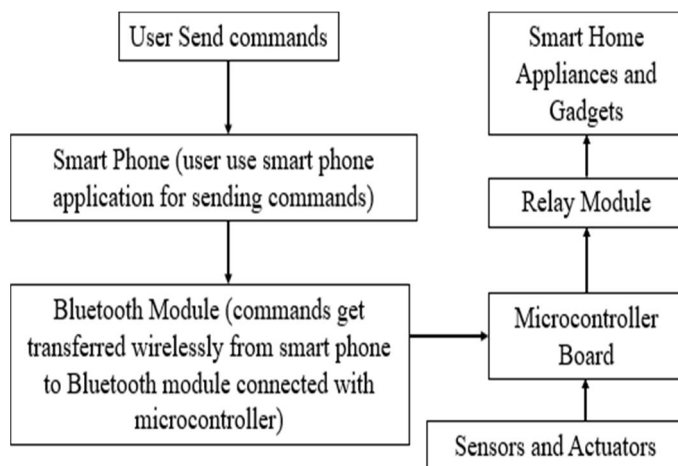 User Send commands
Smart Phone (user use smart phone
application for sending commands)
Bluetooth Module (commands get
transferred wirelessly from smart phone
to Bluetooth module connected with
microcontroller)
Smart Home
Appliances and
Gadgets
Relay Module
Microcontroller
Board
Sensors and Actuators